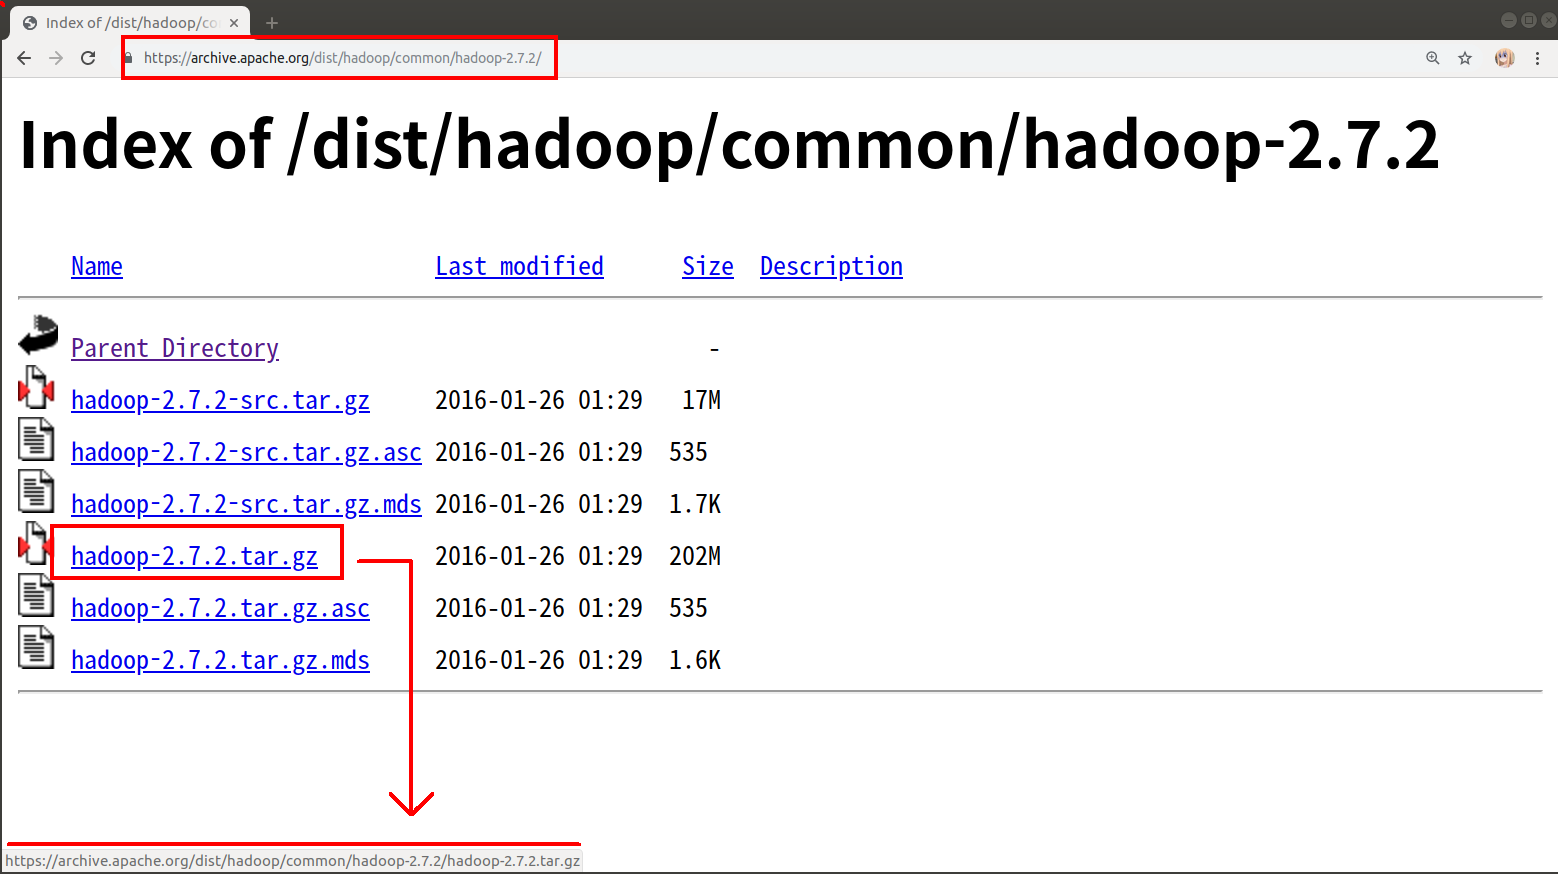 Index of /dist/hadoop/co
https://archive.apache.org/dist/hadoop/common/hadoop-2.7.2/
Index of /dist/hadoop/common/hadoop-2.7.2
Name Last modified Size Description
Parent Directory -
hadoop-2.7.2-src.tar.gz 2016-01-26 01:29 17M
hadoop-2.7.2-src.tar.gz.asc 2016-01-26 01:29 535
hadoop-2.7.2-src.tar.gz.mds 2016-01-26 01:29 1.7K
hadoop-2.7.2.tar.gz 2016-01-26 01:29 202M
hadoop-2.7.2.tar.gz.asc 2016-01-26 01:29 535
hadoop-2.7.2.tar.gz.mds 2016-01-26 01:29 1.6K
https://archive.apache.org/dist/hadoop/common/hadoop-2.7.2/hadoop-2.7.2.tar.gz